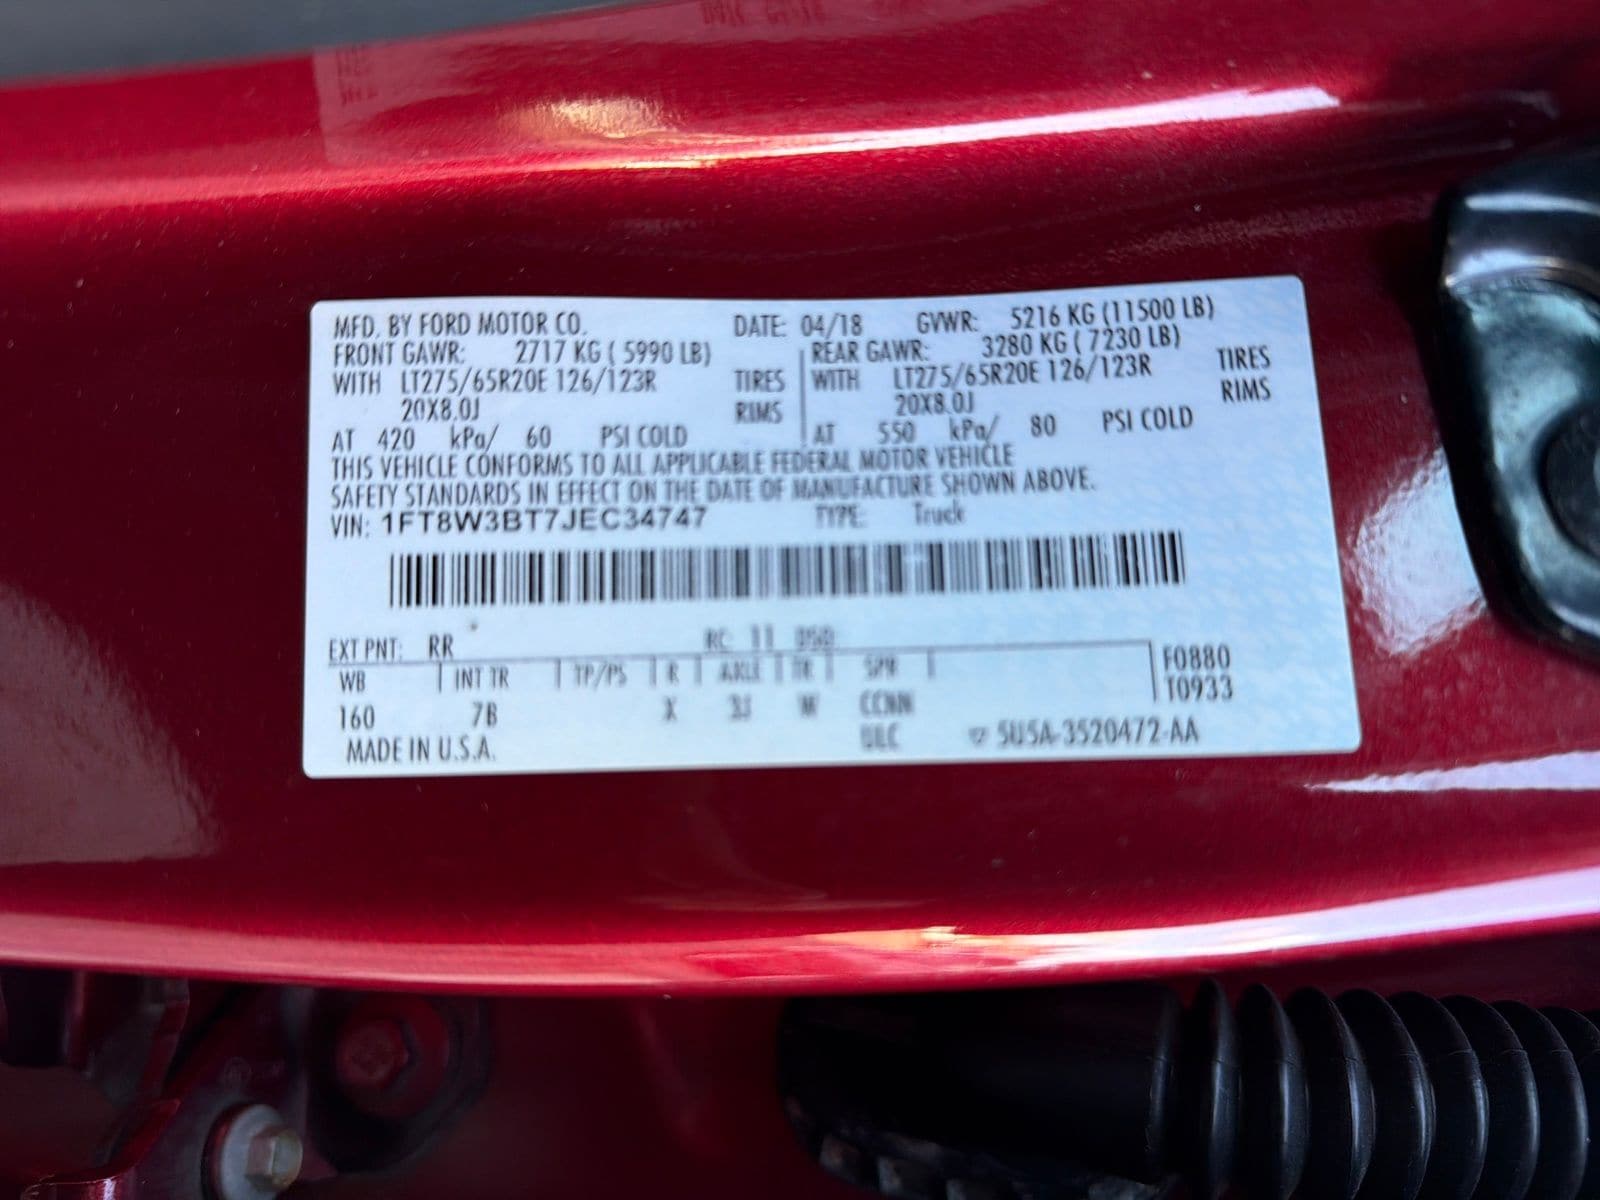 MFD. BY FORD MOTOR CO. DATE: 04/18 GVWR: 5216 KG (11500 LB)
FRONT GAWR: 2717 KG ( 5990 LB) REAR GAWR: 3280 KG ( 7230 LB)
WITH LT275/65R20E 126/123R TIRES WITH LT275/65R20E 126/123R TIRES
20X8.0J RIMS 20X8.0J RIMS
AT 420 kPa/ 60 PSI COLD AT 550 kPa/ 80 PSI COLD
THIS VEHICLE CONFORMS TO ALL APPLICABLE FEDERAL MOTOR VEHICLE
SAFETY STANDARDS IN EFFECT ON THE DATE OF MANUFACTURE SHOWN ABOVE.
VIN: 1FT8W3BT7JEC34747 TYPE: Truck
EXT PNT: RR RC: 11 DSO:
WB INT TR TP/PS R AXLE TR SPR F0880
160 7B X 3J W CCNN T0933
MADE IN U.S.A. ULC 5U5A-3520472-AA